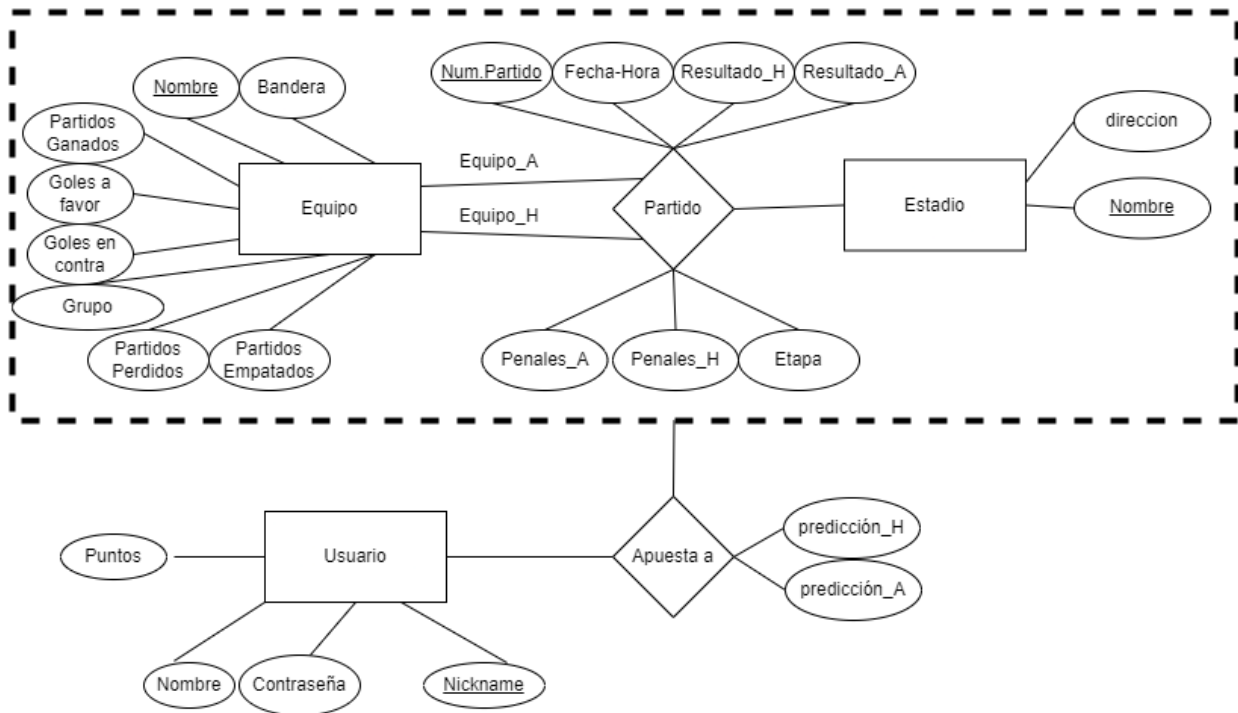 Num.Partido
Fecha-Hora
Resultado_H
Resultado_A
Nombre
Bandera
Partidos
Ganados
direccion
Goles a
favor
Equipo_A
Equipo
Partido
Estadio
Nombre
Equipo_H
Goles en
contra
Grupo
Partidos
Perdidos
Partidos
Empatados
Penales_A
Penales_H
Etapa
predicción_H
Puntos
Usuario
Apuesta a
predicción_A
Nombre
Contraseña
Nickname